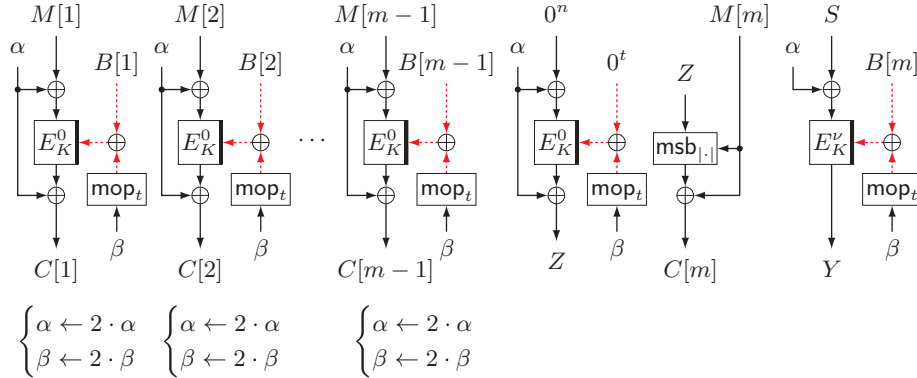 M[1] M[2] M[m − 1] 0^n M[m] S
α α α α α
B[1] B[2] B[m − 1] 0^t Z B[m]
E_K^0 E_K^0 ⋯ E_K^0 E_K^0 msb_{|·|} E_K^ν
mop_t mop_t mop_t mop_t mop_t
β β β β β
C[1] C[2] C[m − 1] Z C[m] Y
α ← 2 · α α ← 2 · α α ← 2 · α
β ← 2 · β β ← 2 · β β ← 2 · β